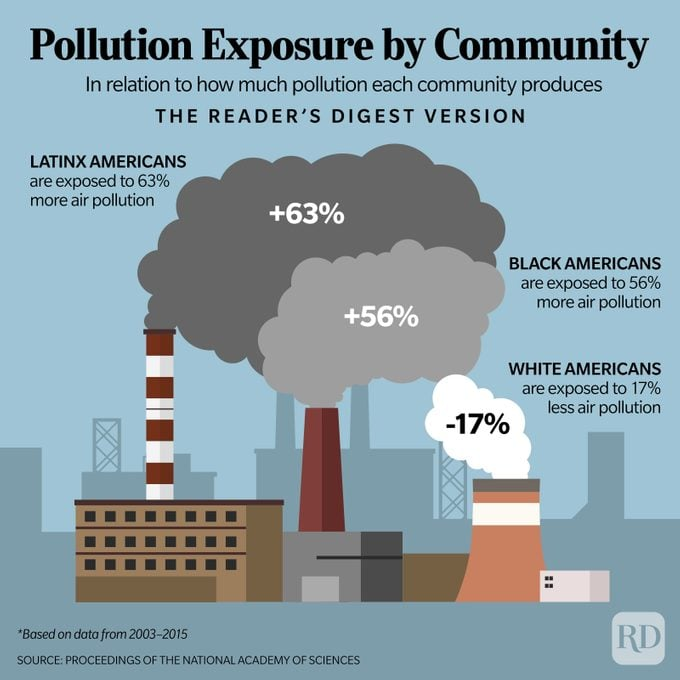 Pollution Exposure by Community
In relation to how much pollution each community produces
THE READER'S DIGEST VERSION
LATINX AMERICANS
are exposed to 63%
more air pollution
+63%
BLACK AMERICANS
are exposed to 56%
more air pollution
+56%
WHITE AMERICANS
are exposed to 17%
less air pollution
-17%
*Based on data from 2003–2015
SOURCE: PROCEEDINGS OF THE NATIONAL ACADEMY OF SCIENCES
RD